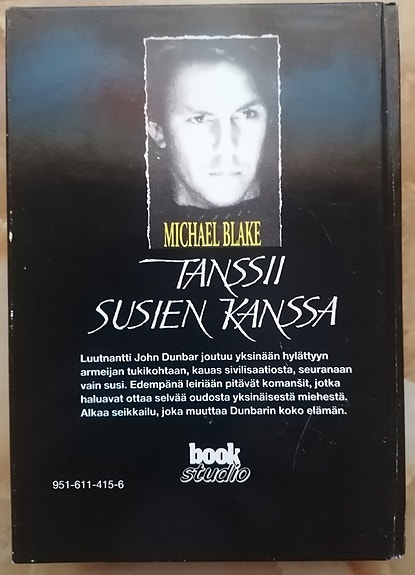 MICHAEL BLAKE
TANSSII
SUSIEN KANSSA
Luutnantti John Dunbar joutuu yksinään hylättyyn
armeijan tukikohtaan, kauas sivilisaatiosta, seuranaan
vain susi. Edempänä leiriään pitävät komanšit, jotka
haluavat ottaa selvää oudosta yksinäisestä miehestä.
Alkaa seikkailu, joka muuttaa Dunbarin koko elämän.
book
studio
951-611-415-6